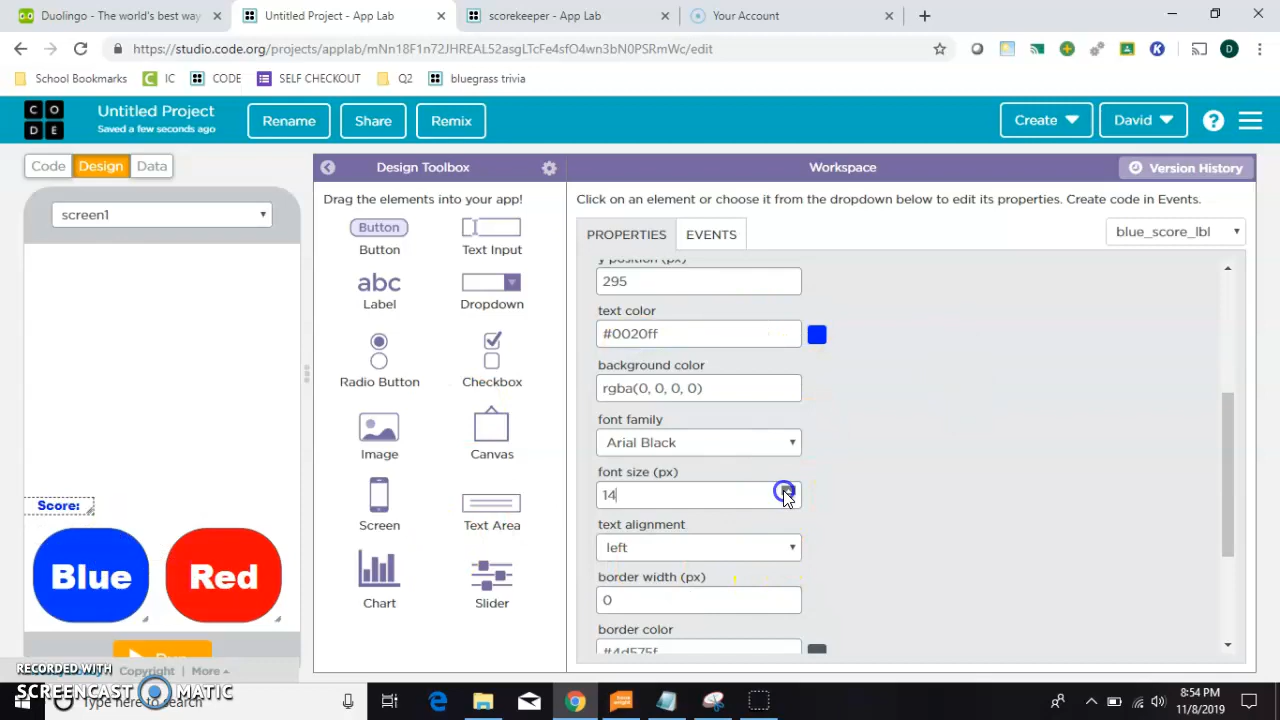 Duolingo - The world's best way
Untitled Project - App Lab
scorekeeper - App Lab
Your Account
https://studio.code.org/projects/applab/mNn18F1n72JHREAL52asgLTcFe4sfO4wn3bN0PSRmWc/edit
School Bookmarks
IC
CODE
SELF CHECKOUT
Q2
bluegrass trivia
C O
D E
Untitled Project
Saved a few seconds ago
Rename
Share
Remix
Create
David
?
Code
Design
Data
Design Toolbox
Workspace
Version History
screen1
Drag the elements into your app!
Click on an element or choose it from the dropdown below to edit its properties. Create code in Events.
Button
Button
Text Input
abc
Label
Dropdown
Radio Button
Checkbox
Image
Canvas
Screen
Text Area
Chart
Slider
PROPERTIES
EVENTS
blue_score_lbl
y position (px)
295
text color
#0020ff
background color
rgba(0, 0, 0, 0)
font family
Arial Black
font size (px)
14
text alignment
left
border width (px)
0
border color
#4d575f
Score:
Blue
Red
Run
RECORDED WITH
Copyright
More
SCREENCAST MATIC
Type here to search
8:54 PM
11/8/2019
D
K